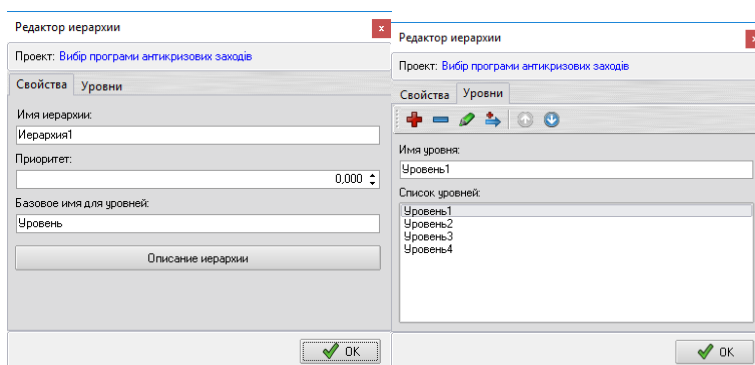 Редактор иерархии
x
Проект: Вибір програми антикризових заходів
Свойства Уровни
Имя иерархии:
Иерархия1
Приоритет:
0,000
Базовое имя для уровней:
Уровень
Описание иерархии
OK
Редактор иерархии
x
Проект: Вибір програми антикризових заходів
Свойства Уровни
Имя уровня:
Уровень1
Список уровней:
Уровень1
Уровень2
Уровень3
Уровень4
OK